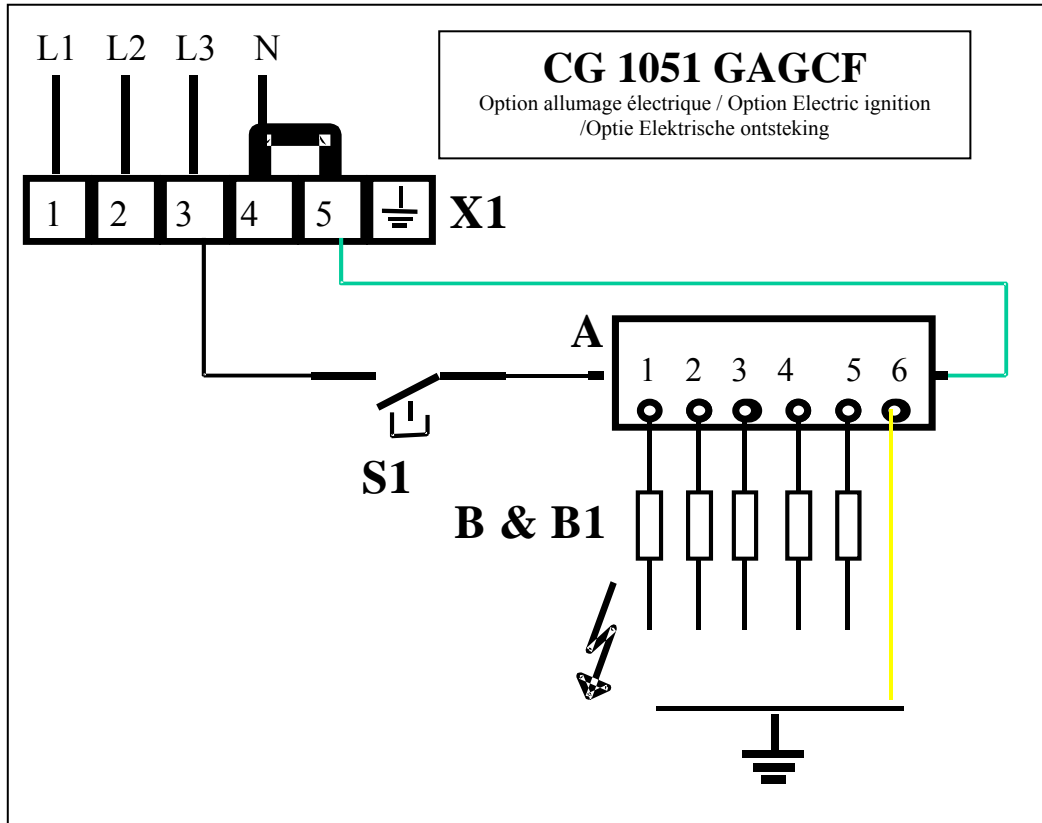 L1 L2 L3 N
CG 1051 GAGCF
Option allumage électrique / Option Electric ignition
/Optie Elektrische ontsteking
1 2 3 4 5 X1
A
1 2 3 4 5 6
S1
B & B1